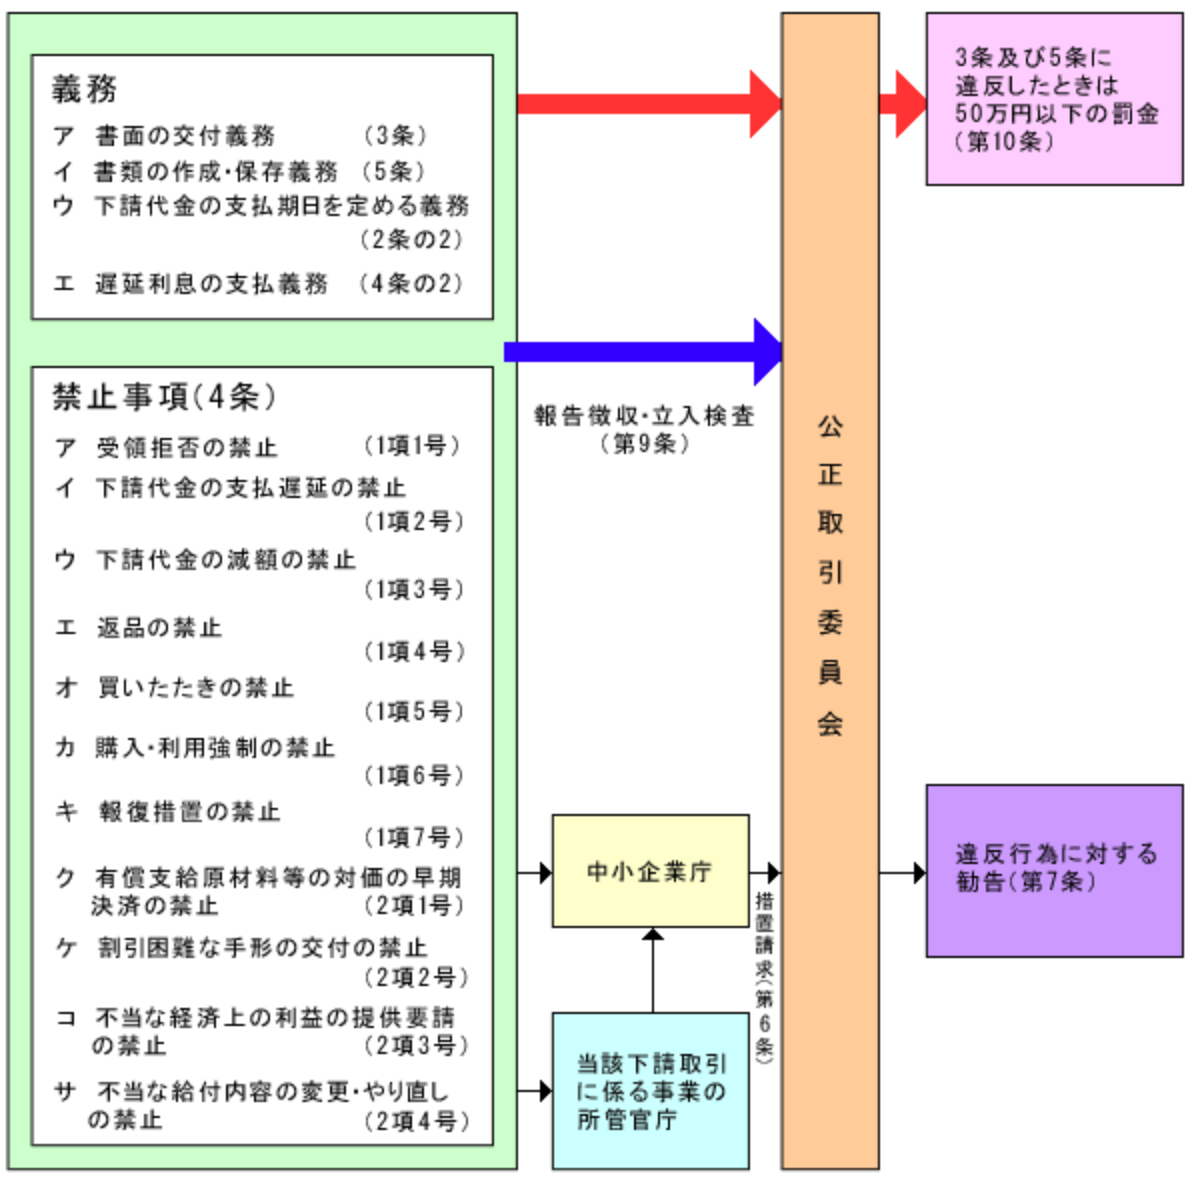 義務
ア 書面の交付義務 (3条)
イ 書類の作成・保存義務 (5条)
ウ 下請代金の支払期日を定める義務
(2条の2)
エ 遅延利息の支払義務 (4条の2)
禁止事項(4条)
ア 受領拒否の禁止 (1項1号)
イ 下請代金の支払遅延の禁止
(1項2号)
ウ 下請代金の減額の禁止
(1項3号)
エ 返品の禁止
(1項4号)
オ 買いたたきの禁止
(1項5号)
カ 購入・利用強制の禁止
(1項6号)
キ 報復措置の禁止
(1項7号)
ク 有償支給原材料等の対価の早期
決済の禁止 (2項1号)
ケ 割引困難な手形の交付の禁止
(2項2号)
コ 不当な経済上の利益の提供要請
の禁止 (2項3号)
サ 不当な給付内容の変更・やり直し
の禁止 (2項4号)
報告徴収・立入検査
(第9条)
中小企業庁
当該下請取引
に係る事業の
所管官庁
措置請求(第6条)
公正取引委員会
3条及び5条に
違反したときは
50万円以下の罰金
(第10条)
違反行為に対する
勧告(第7条)